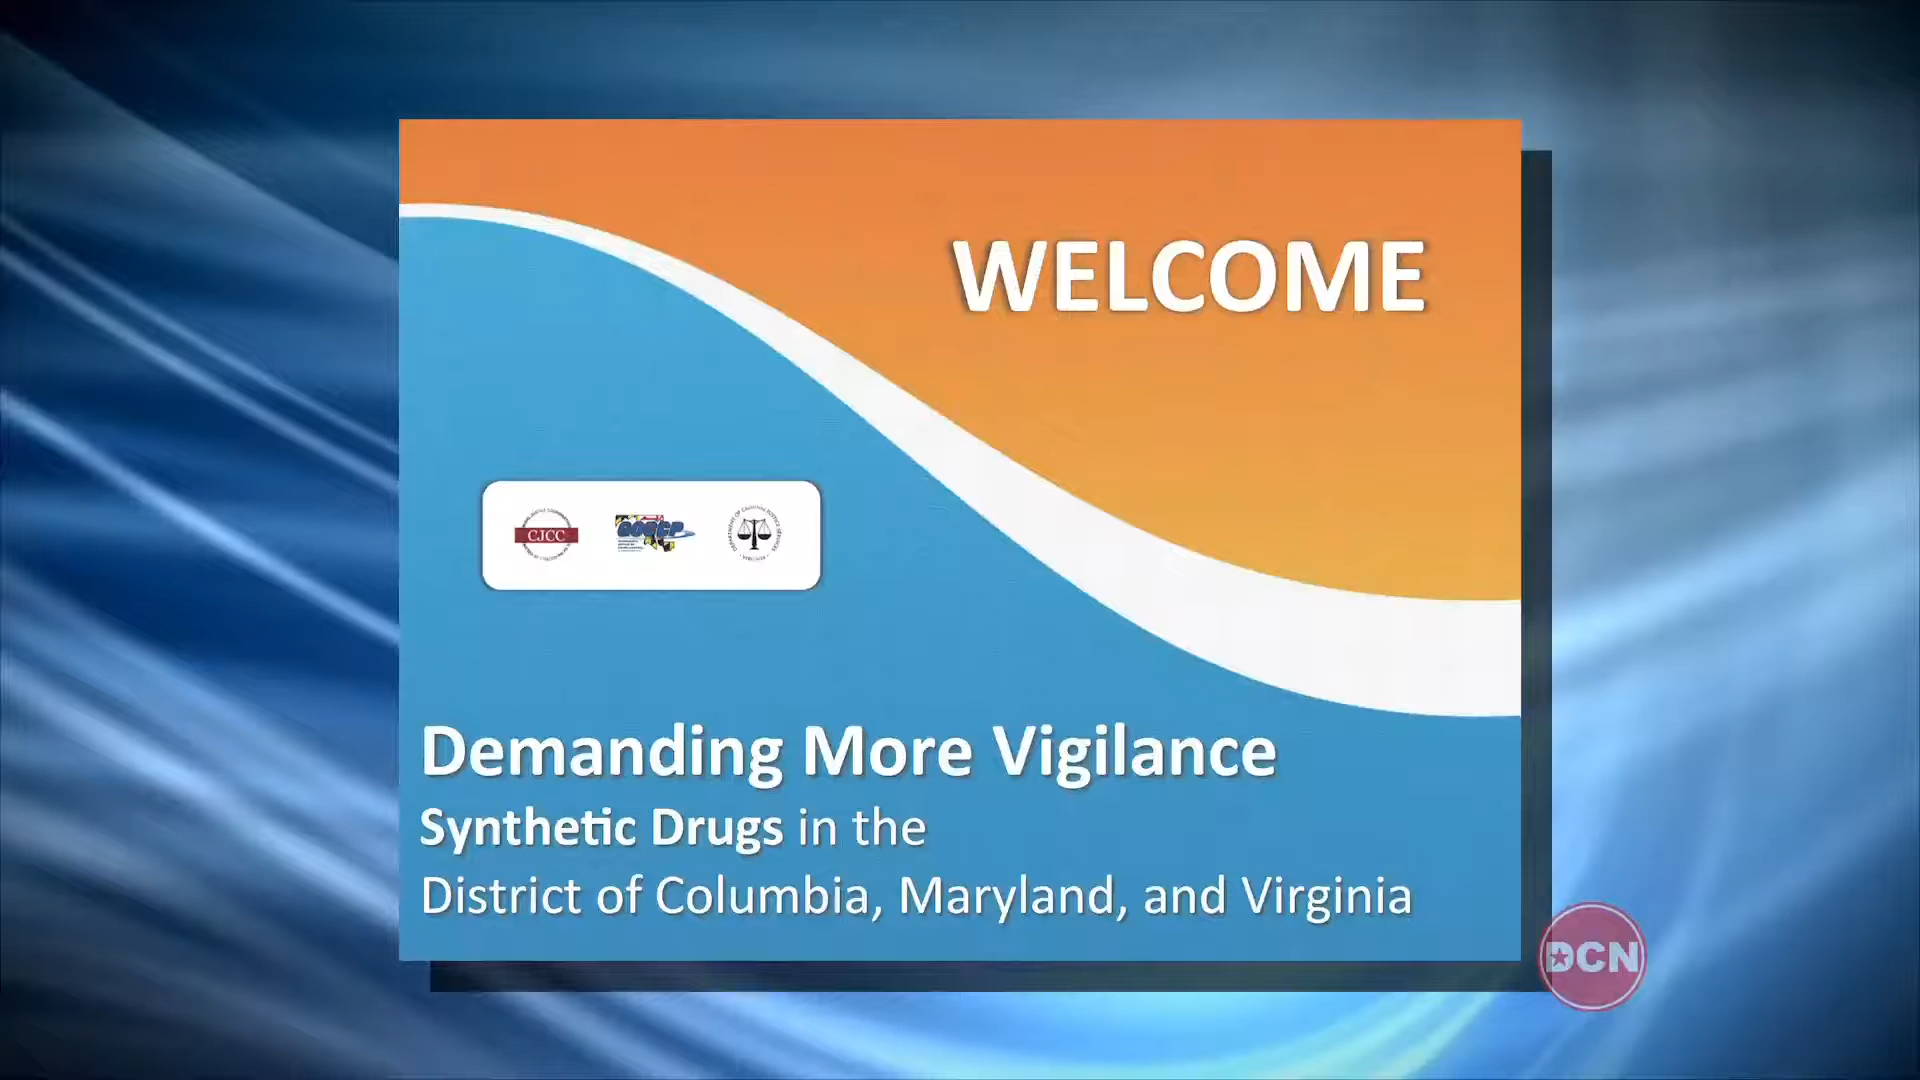 WELCOME
CJCC
Demanding More Vigilance
Synthetic Drugs in the
District of Columbia, Maryland, and Virginia
DCN